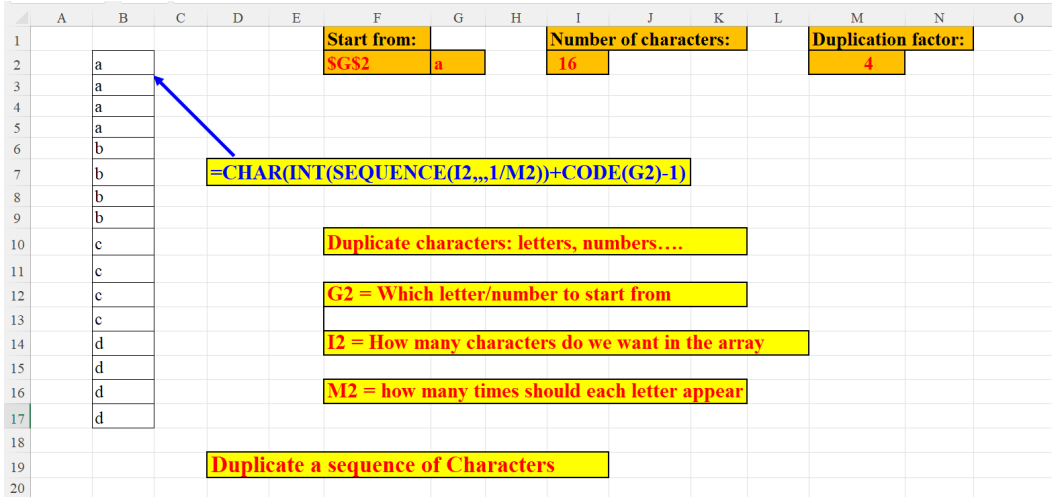 A B C D E F G H I J K L M N O
1 Start from: Number of characters: Duplication factor:
2 a $G$2 a 16 4
3 a
4 a
5 a
6 b
7 b =CHAR(INT(SEQUENCE(I2,,,1/M2))+CODE(G2)-1)
8 b
9 b
10 c Duplicate characters: letters, numbers….
11 c
12 c G2 = Which letter/number to start from
13 c
14 d I2 = How many characters do we want in the array
15 d
16 d M2 = how many times should each letter appear
17 d
18
19 Duplicate a sequence of Characters
20